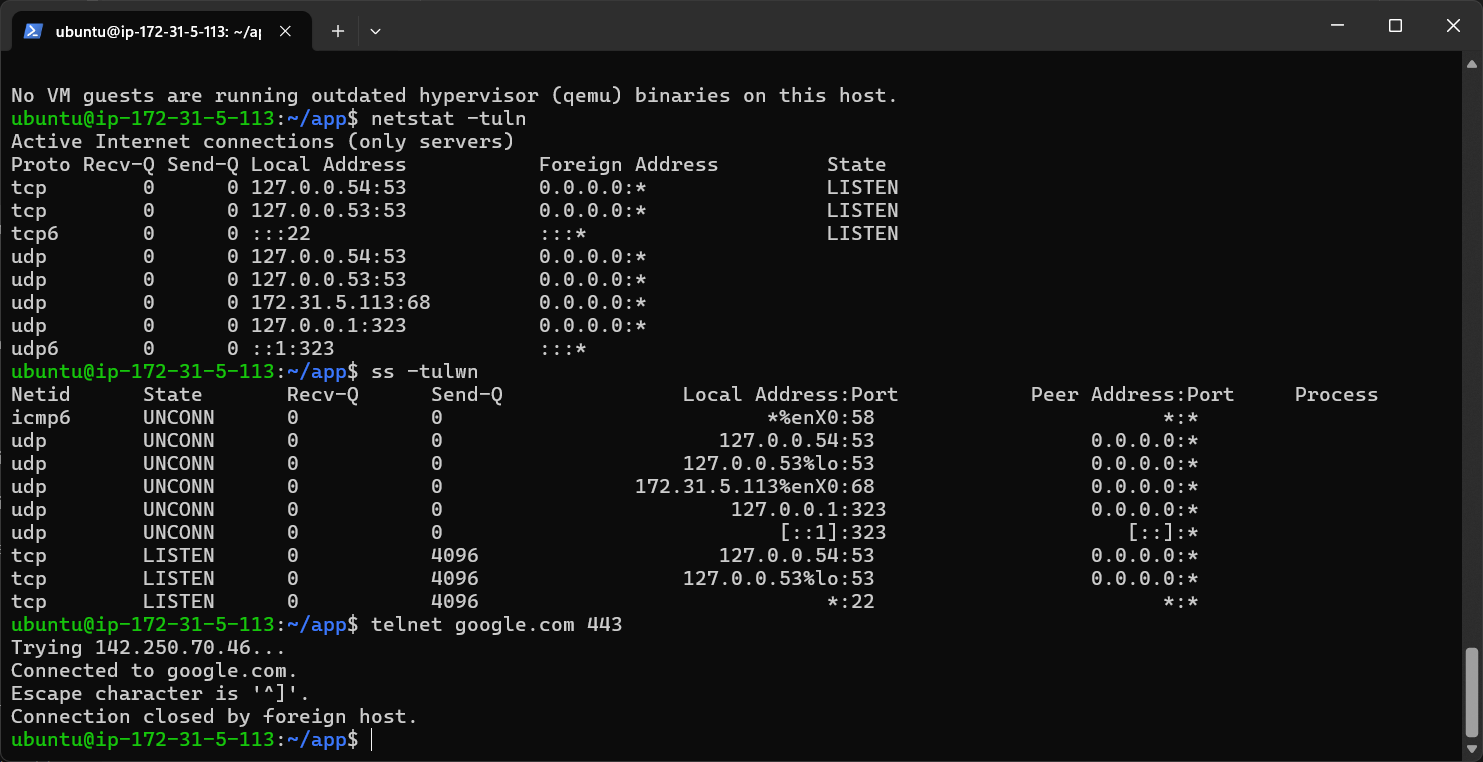 ubuntu@ip-172-31-5-113: ~/ap
No VM guests are running outdated hypervisor (qemu) binaries on this host.
ubuntu@ip-172-31-5-113:~/app$ netstat -tuln
Active Internet connections (only servers)
Proto Recv-Q Send-Q Local Address           Foreign Address         State
tcp        0      0 127.0.0.54:53           0.0.0.0:*               LISTEN
tcp        0      0 127.0.0.53:53           0.0.0.0:*               LISTEN
tcp6       0      0 :::22                   :::*                    LISTEN
udp        0      0 127.0.0.54:53           0.0.0.0:*
udp        0      0 127.0.0.53:53           0.0.0.0:*
udp        0      0 172.31.5.113:68         0.0.0.0:*
udp        0      0 127.0.0.1:323           0.0.0.0:*
udp6       0      0 ::1:323                 :::*
ubuntu@ip-172-31-5-113:~/app$ ss -tulwn
Netid      State       Recv-Q      Send-Q               Local Address:Port           Peer Address:Port     Process
icmp6      UNCONN      0           0                           *%enX0:58                        *:*
udp        UNCONN      0           0                       127.0.0.54:53                  0.0.0.0:*
udp        UNCONN      0           0                    127.0.0.53%lo:53                  0.0.0.0:*
udp        UNCONN      0           0                172.31.5.113%enX0:68                  0.0.0.0:*
udp        UNCONN      0           0                        127.0.0.1:323                 0.0.0.0:*
udp        UNCONN      0           0                            [::1]:323                    [::]:*
tcp        LISTEN      0           4096                    127.0.0.54:53                  0.0.0.0:*
tcp        LISTEN      0           4096                 127.0.0.53%lo:53                  0.0.0.0:*
tcp        LISTEN      0           4096                             *:22                        *:*
ubuntu@ip-172-31-5-113:~/app$ telnet google.com 443
Trying 142.250.70.46...
Connected to google.com.
Escape character is '^]'.
Connection closed by foreign host.
ubuntu@ip-172-31-5-113:~/app$